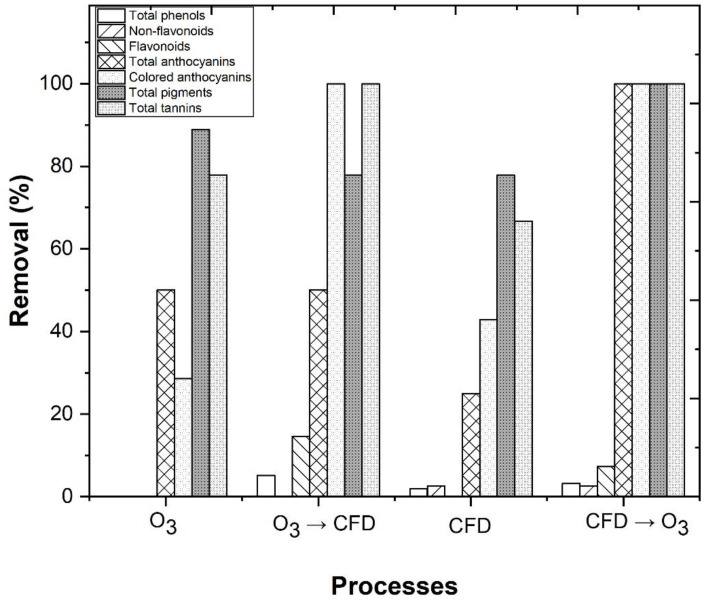 Total phenols
Non-flavonoids
Flavonoids
Total anthocyanins
Colored anthocyanins
Total pigments
Total tannins
100
80
60
40
20
0
Removal (%)
O3
O3 → CFD
CFD
CFD → O3
Processes